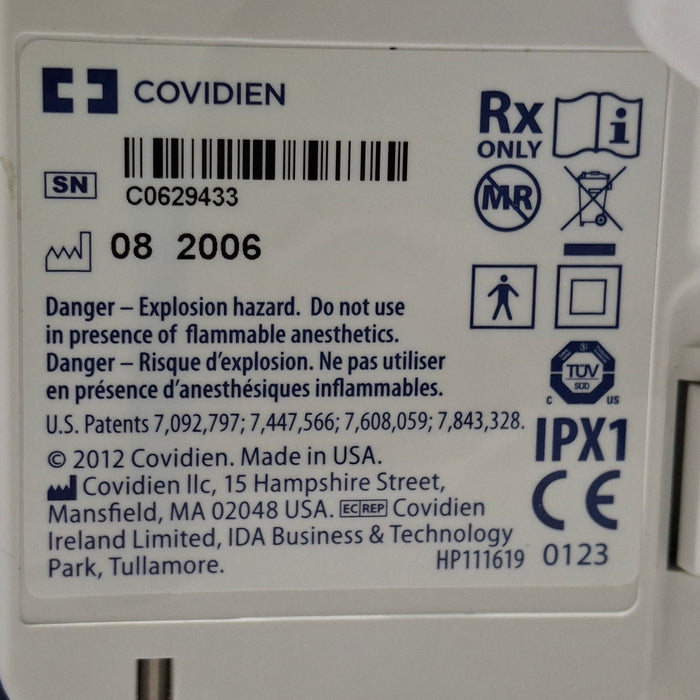 COVIDIEN
SN
C0629433
08 2006
Rx
ONLY
i
MR
Danger – Explosion hazard. Do not use
in presence of flammable anesthetics.
Danger – Risque d'explosion. Ne pas utiliser
en présence d'anesthésiques inflammables.
U.S. Patents 7,092,797; 7,447,566; 7,608,059; 7,843,328.
© 2012 Covidien. Made in USA.
Covidien llc, 15 Hampshire Street,
Mansfield, MA 02048 USA. EC REP Covidien
Ireland Limited, IDA Business & Technology
Park, Tullamore.
HP111619
TÜV
SÜD
C US
IPX1
CE
0123